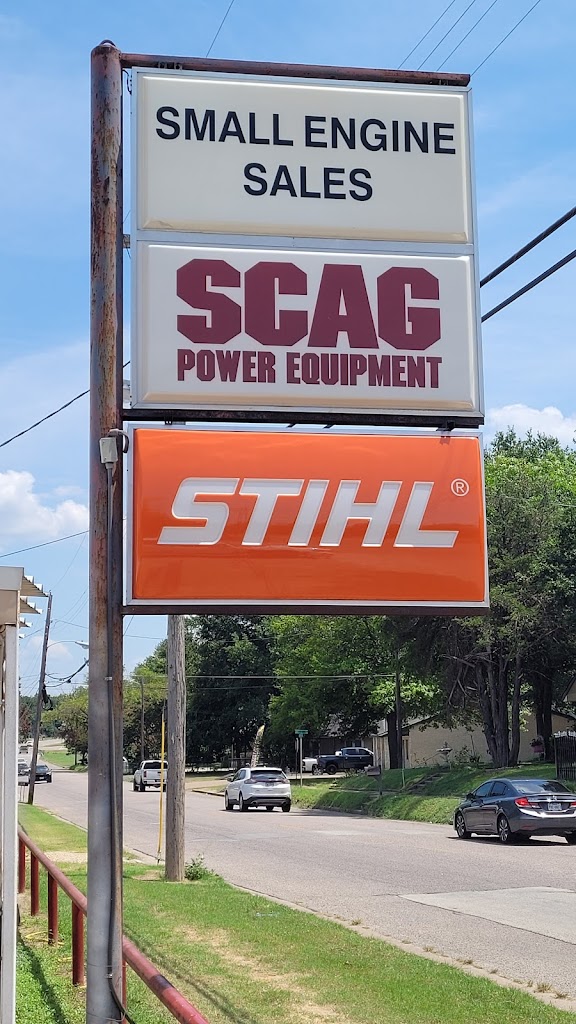 SMALL ENGINE
SALES
SCAG
POWER EQUIPMENT
STIHL®